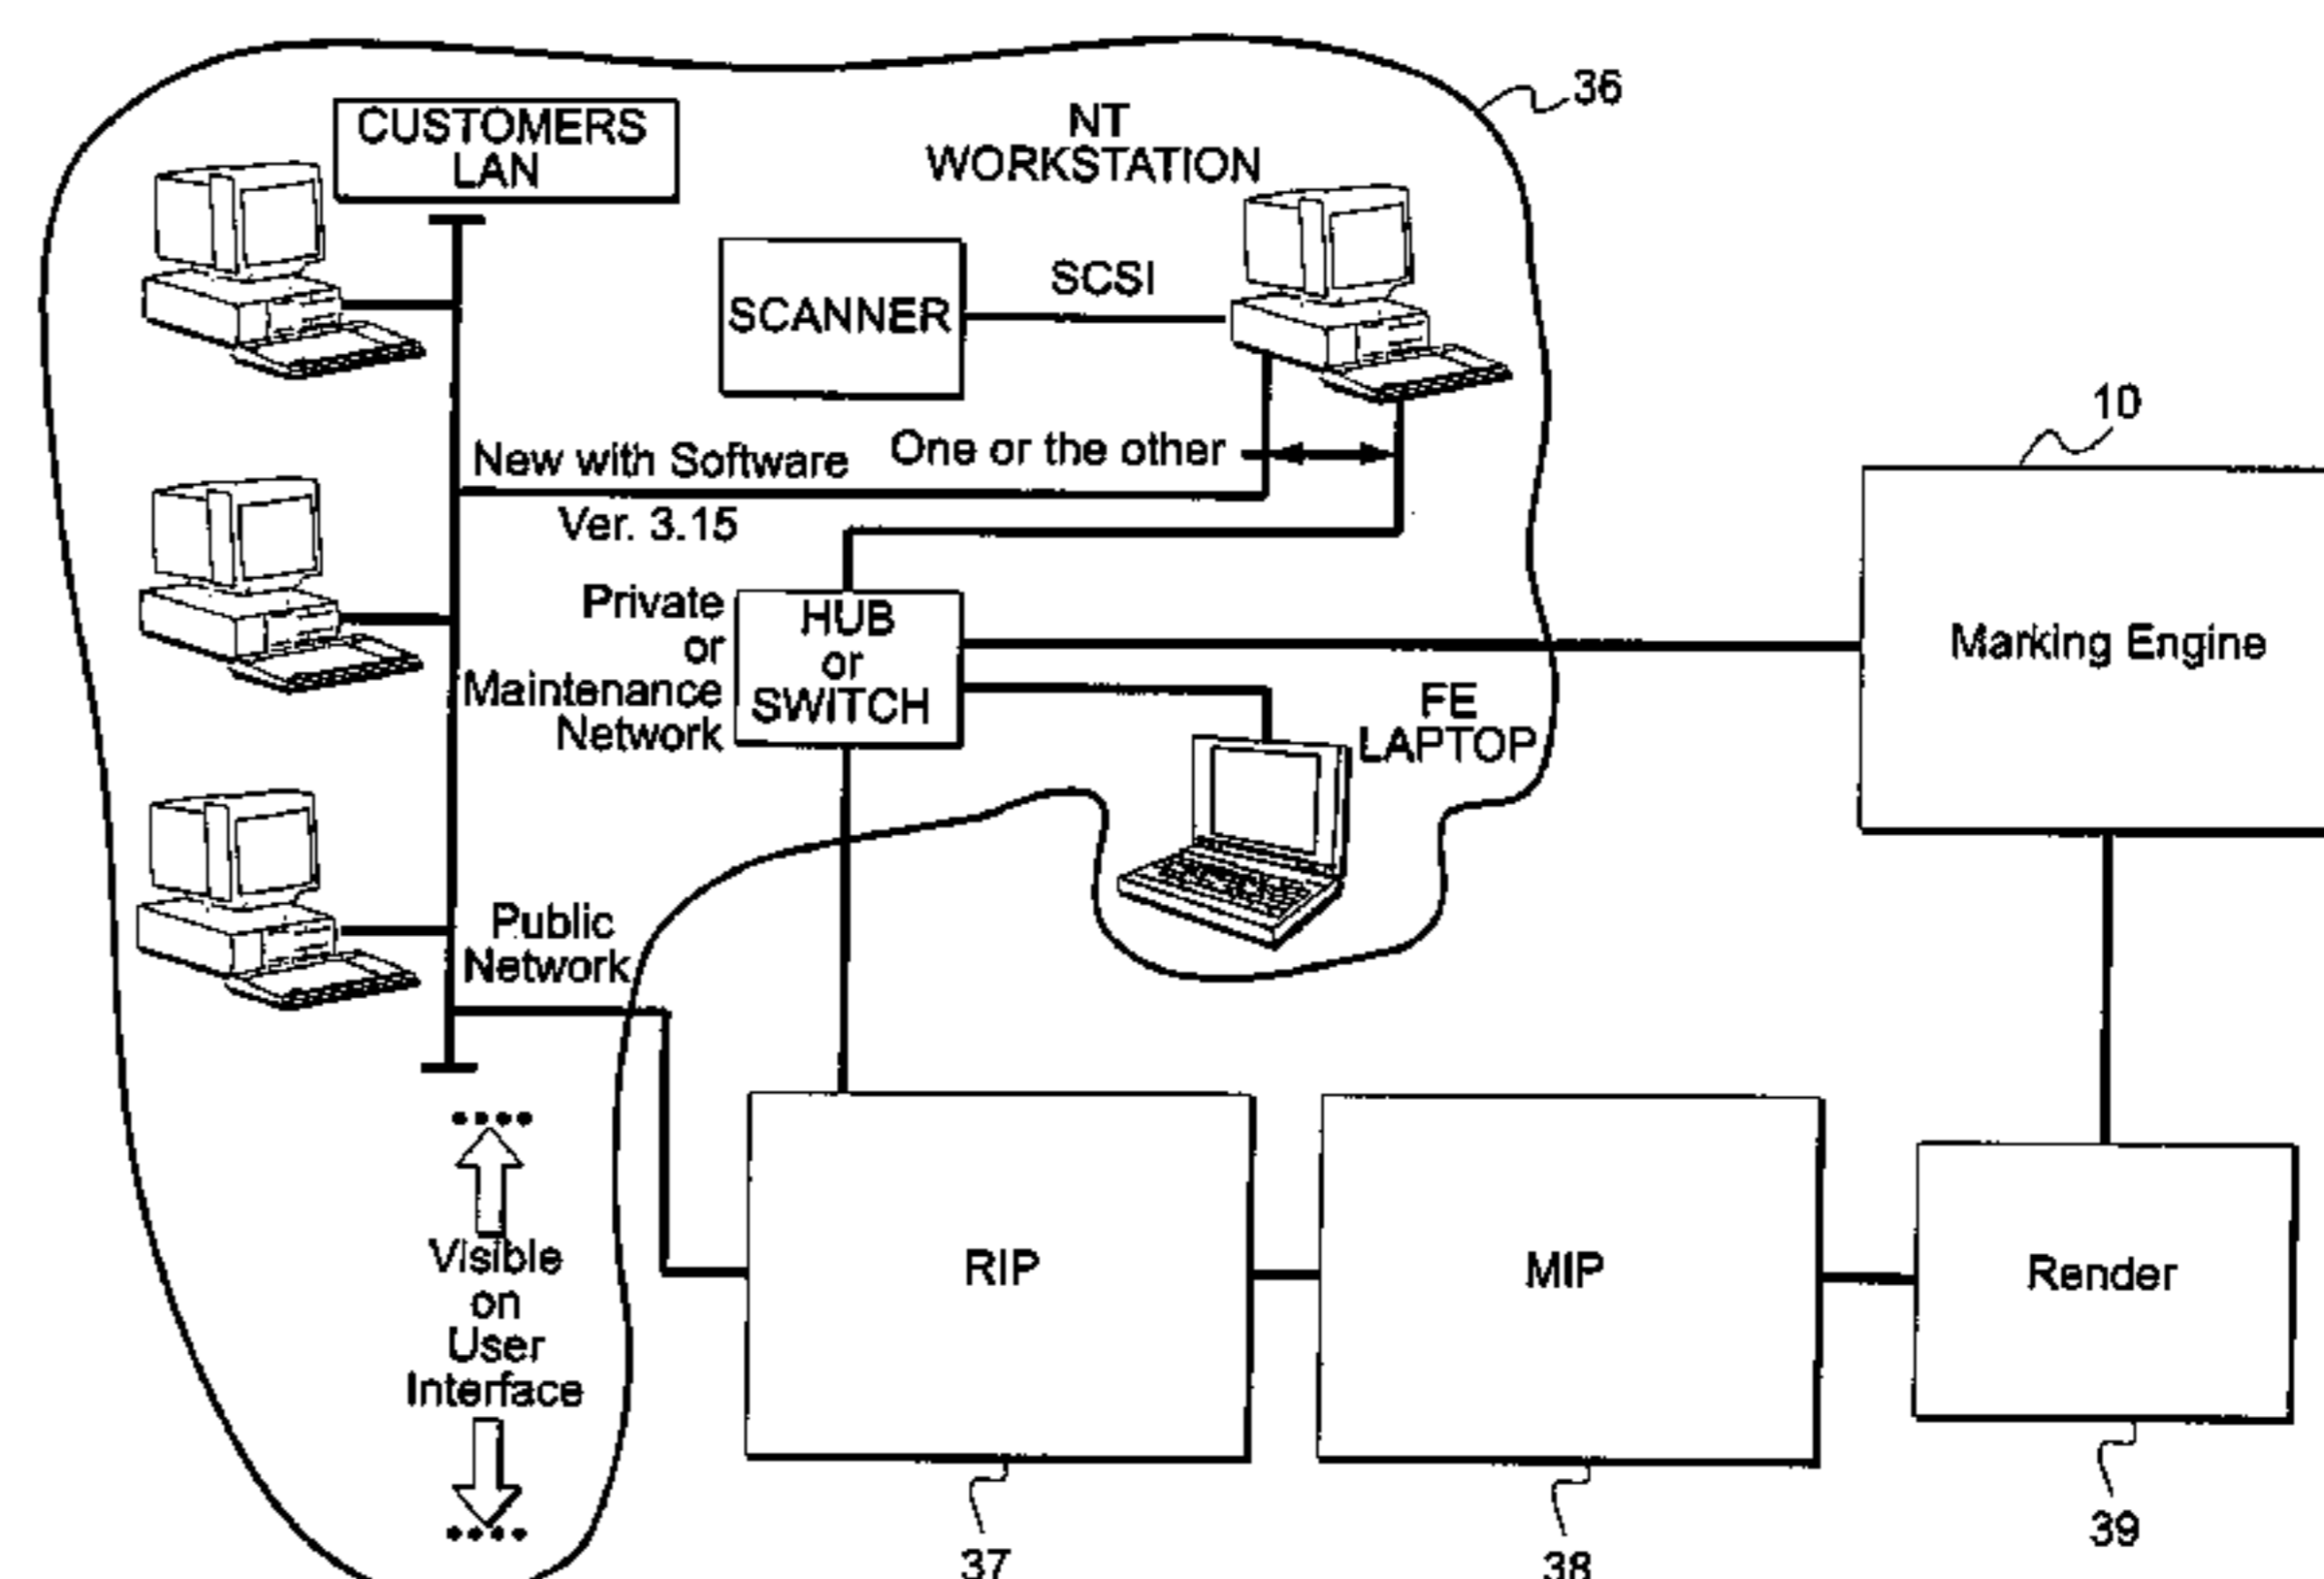 36
CUSTOMERS
LAN
NT
WORKSTATION
SCANNER
SCSI
10
New with Software
Ver. 3.15
One or the other
Private
or
Maintenance
Network
HUB
or
SWITCH
Marking Engine
FE
LAPTOP
Public
Network
Visible
on
User
Interface
RIP
MIP
Render
37
38
39